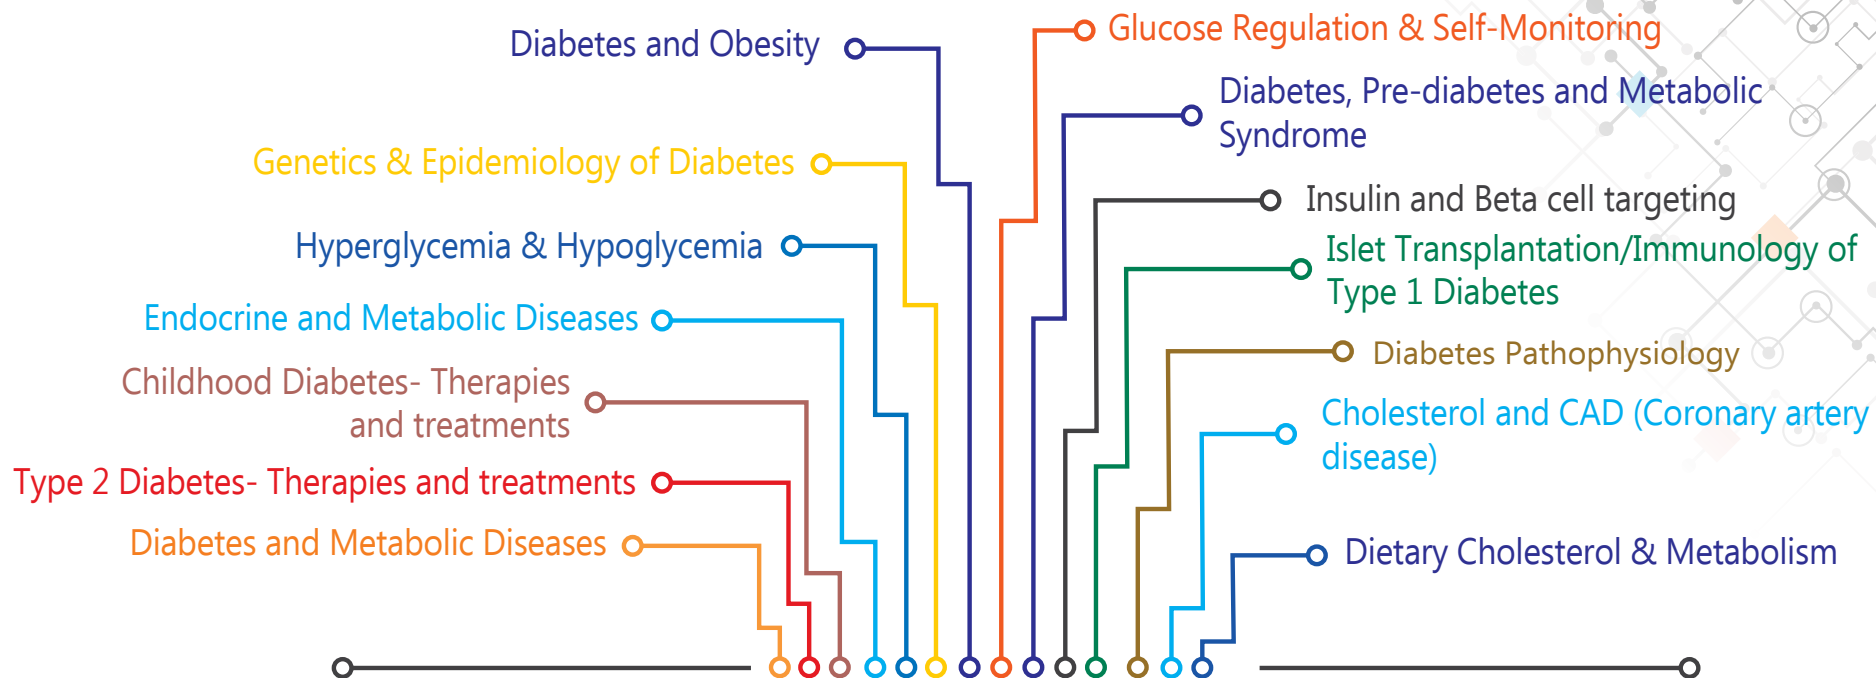 Diabetes and Obesity
Genetics & Epidemiology of Diabetes
Hyperglycemia & Hypoglycemia
Endocrine and Metabolic Diseases
Childhood Diabetes- Therapies
and treatments
Type 2 Diabetes- Therapies and treatments
Diabetes and Metabolic Diseases
Glucose Regulation & Self-Monitoring
Diabetes, Pre-diabetes and Metabolic
Syndrome
Insulin and Beta cell targeting
Islet Transplantation/Immunology of
Type 1 Diabetes
Diabetes Pathophysiology
Cholesterol and CAD (Coronary artery
disease)
Dietary Cholesterol & Metabolism